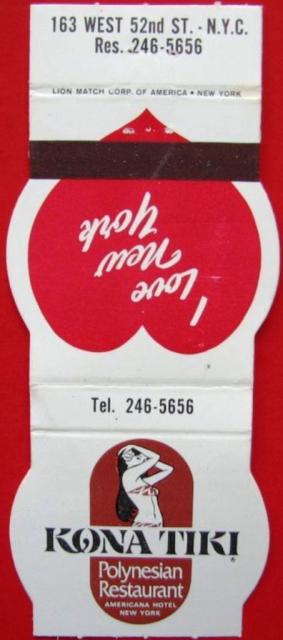 163 WEST 52nd ST. - N.Y.C.
Res. 246-5656
LION MATCH CORP. OF AMERICA • NEW YORK
I
Love
New
York
Tel. 246-5656
KONA TIKI®
Polynesian
Restaurant
AMERICANA HOTEL
NEW YORK